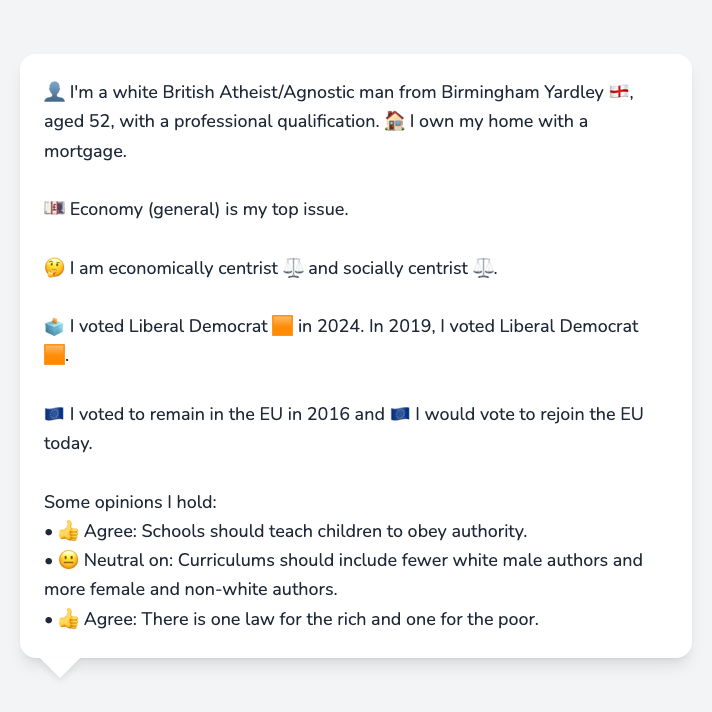 👤 I'm a white British Atheist/Agnostic man from Birmingham Yardley 🏴󠁧󠁢󠁥󠁮󠁧󠁿,
aged 52, with a professional qualification. 🏠 I own my home with a
mortgage.
💷 Economy (general) is my top issue.
🤔 I am economically centrist ⚖️ and socially centrist ⚖️.
🗳️ I voted Liberal Democrat 🟧 in 2024. In 2019, I voted Liberal Democrat
🟧.
🇪🇺 I voted to remain in the EU in 2016 and 🇪🇺 I would vote to rejoin the EU
today.
Some opinions I hold:
• 👍 Agree: Schools should teach children to obey authority.
• 😐 Neutral on: Curriculums should include fewer white male authors and
more female and non-white authors.
• 👍 Agree: There is one law for the rich and one for the poor.